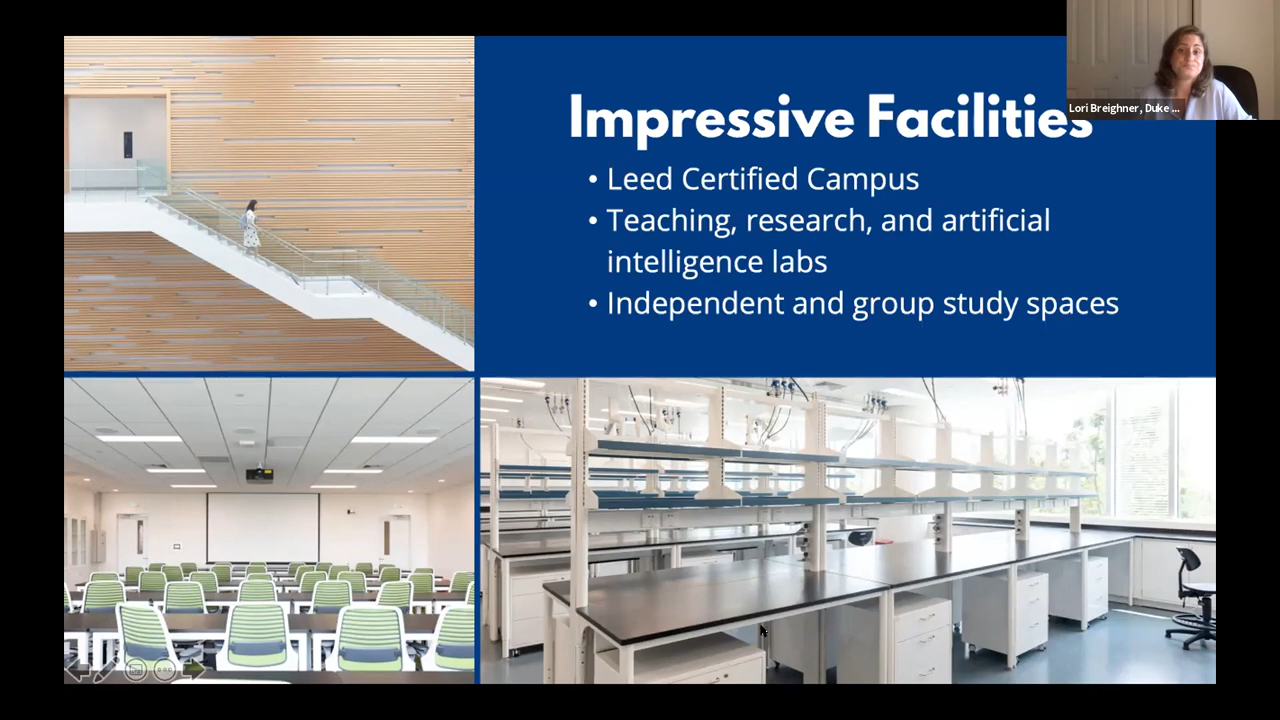 Impressive Facilities
Lori Breighner, Duke ...
• Leed Certified Campus
• Teaching, research, and artificial
intelligence labs
• Independent and group study spaces